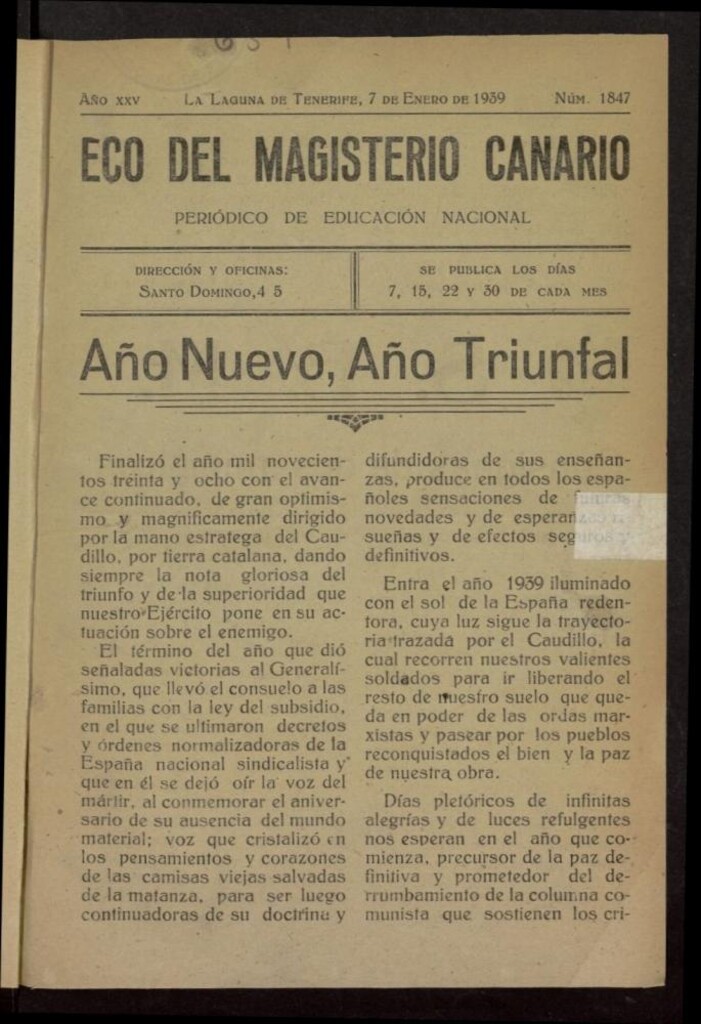 AÑO XXV LA LAGUNA DE TENERIFE, 7 DE ENERO DE 1939 NÚM. 1847
ECO DEL MAGISTERIO CANARIO
PERIÓDICO DE EDUCACIÓN NACIONAL
DIRECCIÓN Y OFICINAS:
SANTO DOMINGO, 4 5
SE PUBLICA LOS DÍAS
7, 15, 22 Y 30 DE CADA MES
Año Nuevo, Año Triunfal
Finalizó el año mil novecien-
tos treinta y ocho con el avan-
ce continuado, de gran optimis-
mo y magnificamente dirigido
por la mano estratega del Cau-
dillo, por tierra catalana, dando
siempre la nota gloriosa del
triunfo y de la superioridad que
nuestro Ejército pone en su ac-
tuación sobre el enemigo.
El término del año que dió
señaladas victorias al Generalí-
simo, que llevó el consuelo a las
familias con la ley del subsidio,
en el que se ultimaron decretos
y órdenes normalizadoras de la
España nacional sindicalista y
que en él se dejó oír la voz del
mártir, al conmemorar el aniver-
sario de su ausencia del mundo
material; voz que cristalizó en
los pensamientos y corazones
de las camisas viejas salvadas
de la matanza, para ser luego
continuadoras de su doctrina y
difundidoras de sus enseñan-
zas, produce en todos los espa-
ñoles sensaciones de
novedades y de esperanzas
sueñas y de efectos seguros y
definitivos.
Entra el año 1939 iluminado
con el sol de la España reden-
tora, cuya luz sigue la trayecto-
ria trazada por el Caudillo, la
cual recorren nuestros valientes
soldados para ir liberando el
resto de nuestro suelo que que-
da en poder de las ordas mar-
xistas y pasear por los pueblos
reconquistados el bien y la paz
de nuestra obra.
Días pletóricos de infinitas
alegrías y de luces refulgentes
nos esperan en el año que co-
mienza, precursor de la paz de-
finitiva y prometedor del de-
rrumbamiento de la columna co-
munista que sostienen los cri-